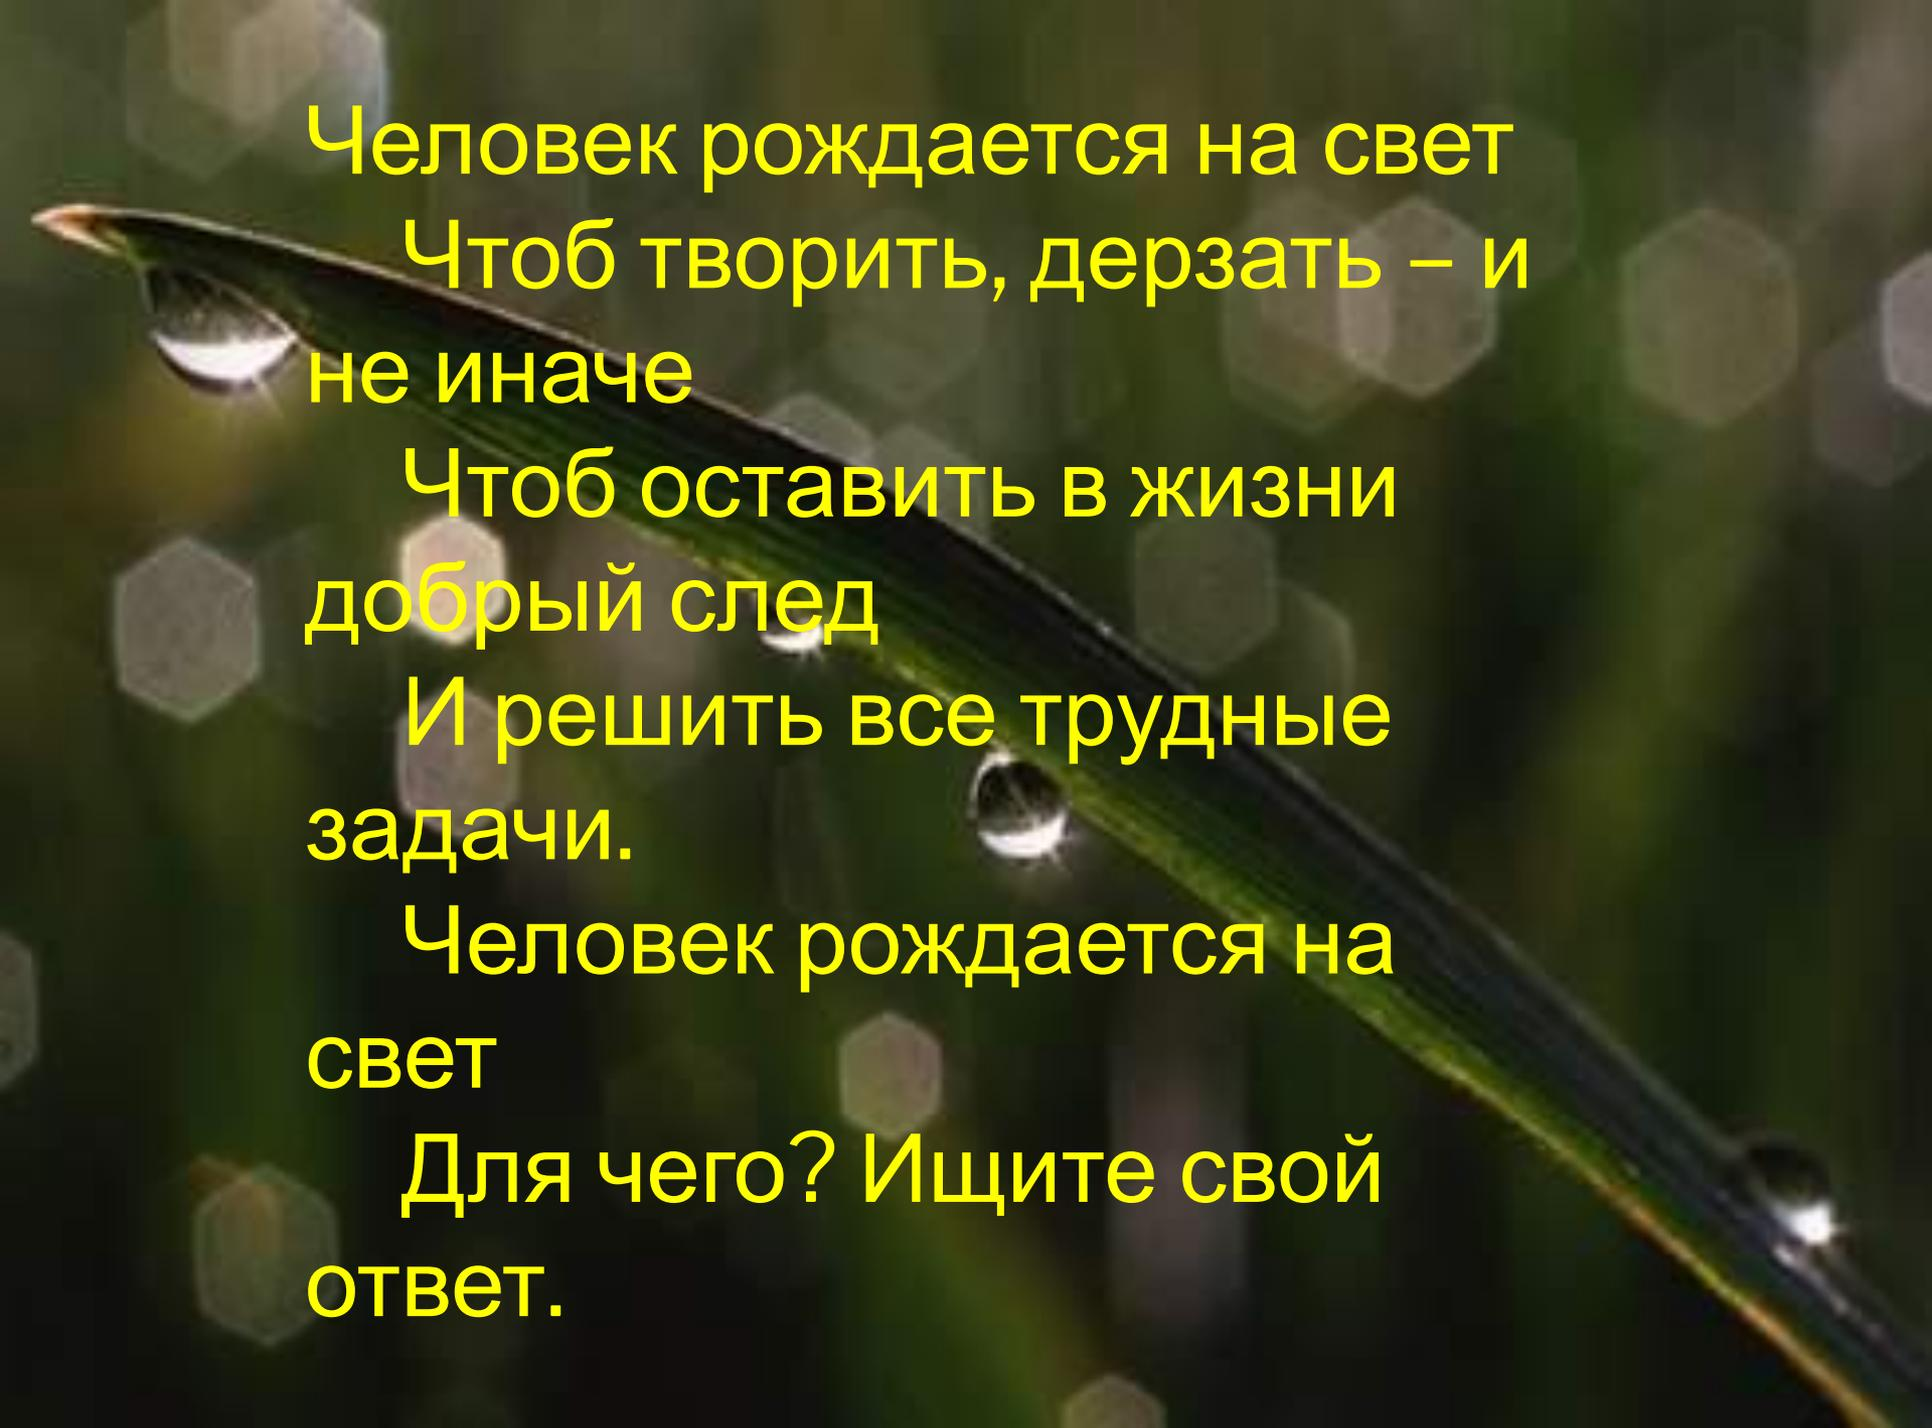 Человек рождается на свет
Чтоб творить, дерзать – и
не иначе
Чтоб оставить в жизни
добрый след
И решить все трудные
задачи.
Человек рождается на
свет
Для чего? Ищите свой
ответ.